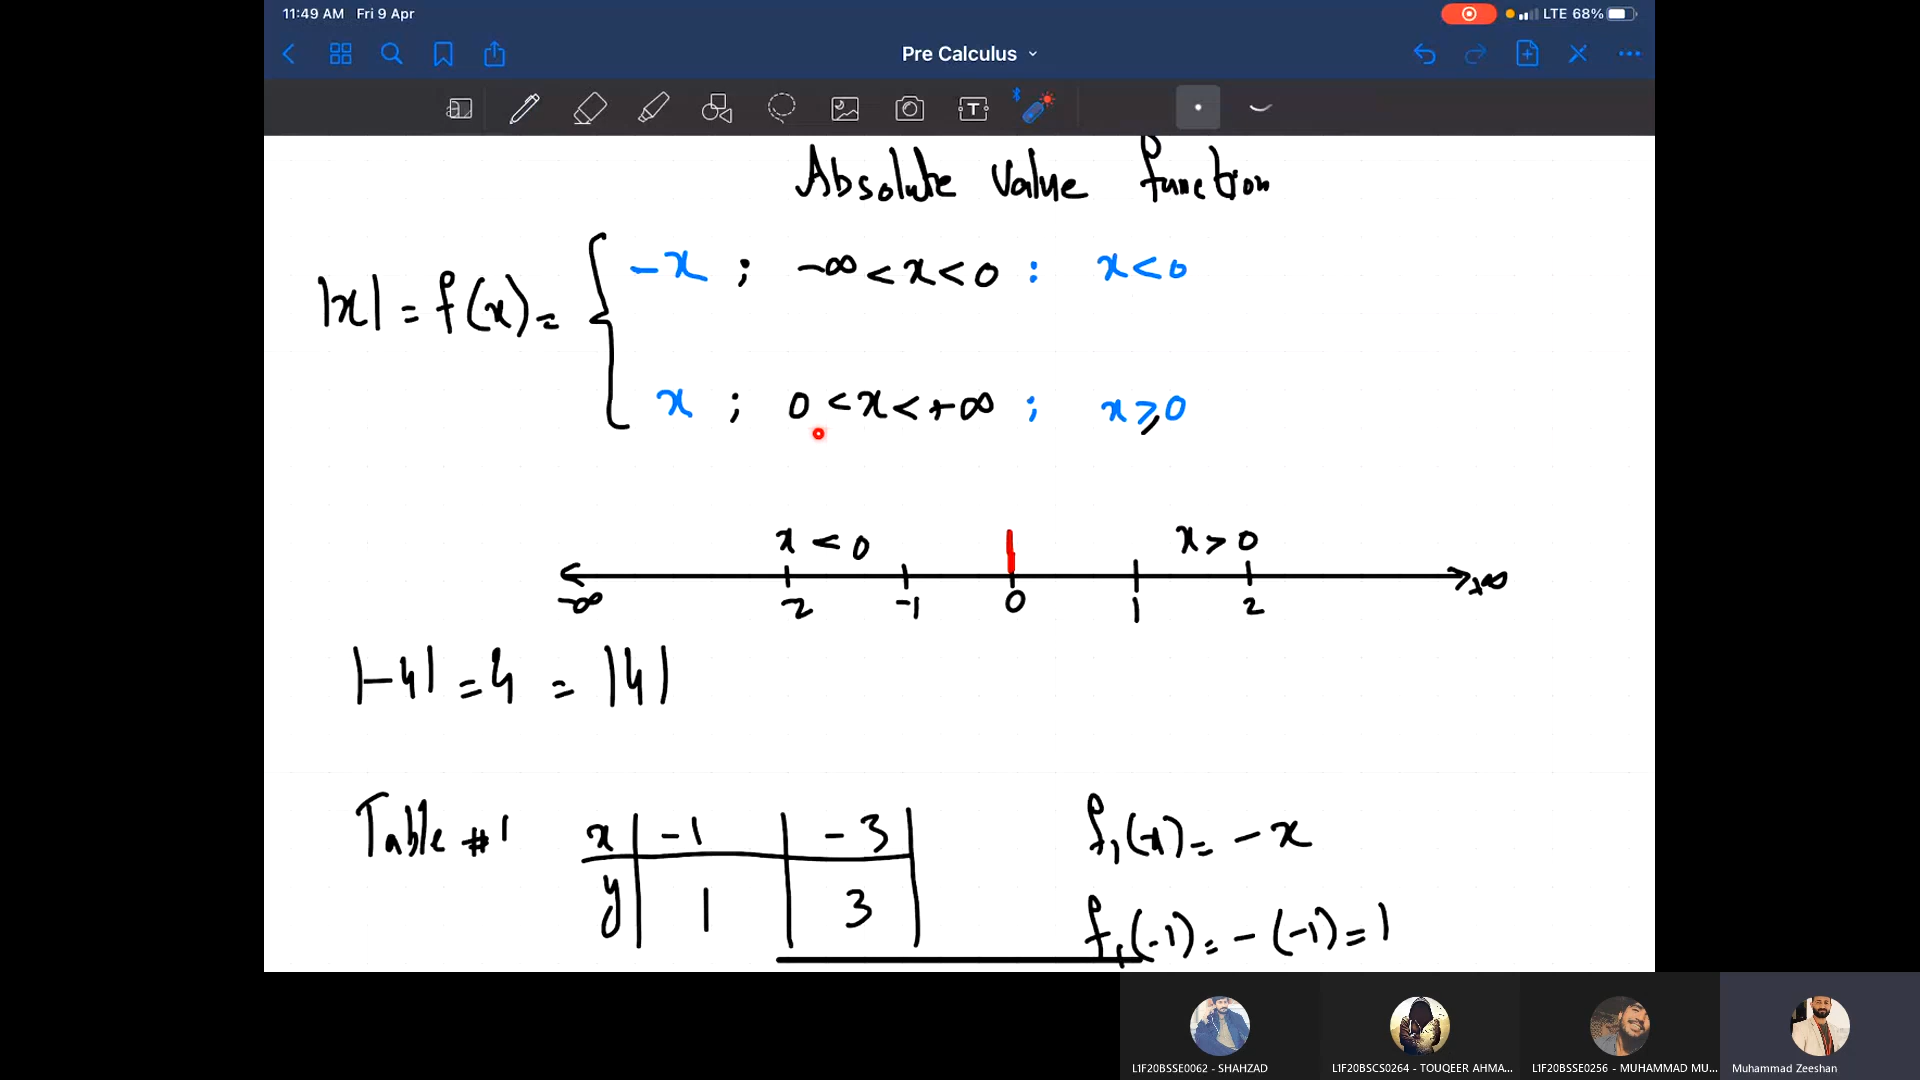 11:49 AM Fri 9 Apr LTE 68%
Pre Calculus
Absolute Value function
|x| = f(x) = { -x ; -∞ < x < 0 : x < 0
x ; 0 < x < +∞ ; x ≥ 0
x < 0 x > 0
-∞ -2 -1 0 1 2 +∞
|-4| = 4 = |4|
Table #1 x | -1 | -3 | f₁(x) = -x
y | 1 | 3 | f₁(-1) = -(-1) = 1
L1F20BSSE0062 - SHAHZAD L1F20BSCS0264 - TOUQEER AHMA... L1F20BSSE0256 - MUHAMMAD MU... Muhammad Zeeshan